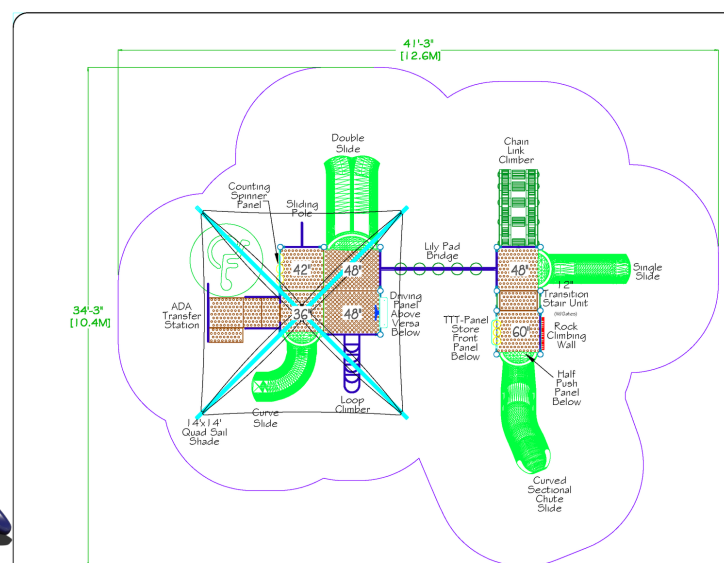 41'-3"
[12.6M]
Double
Slide
Chain
Link
Climber
Counting
Spinner
Panel
Sliding
Pole
Lily Pad
Bridge
42"
48"
48"
Single
Slide
12"
Transition
Stair Unit
ADA
Transfer
Station
36"
48"
Driving
Panel
Above
Versa
Below
34'-3"
[10.4M]
TTT-Panel
Store
Front
Panel
Below
60"
Rock
Climbing
Wall
Half
Push
Panel
Below
Loop
Climber
Curve
Slide
14'x14'
Quad Sail
Shade
Curved
Sectional
Chute
Slide